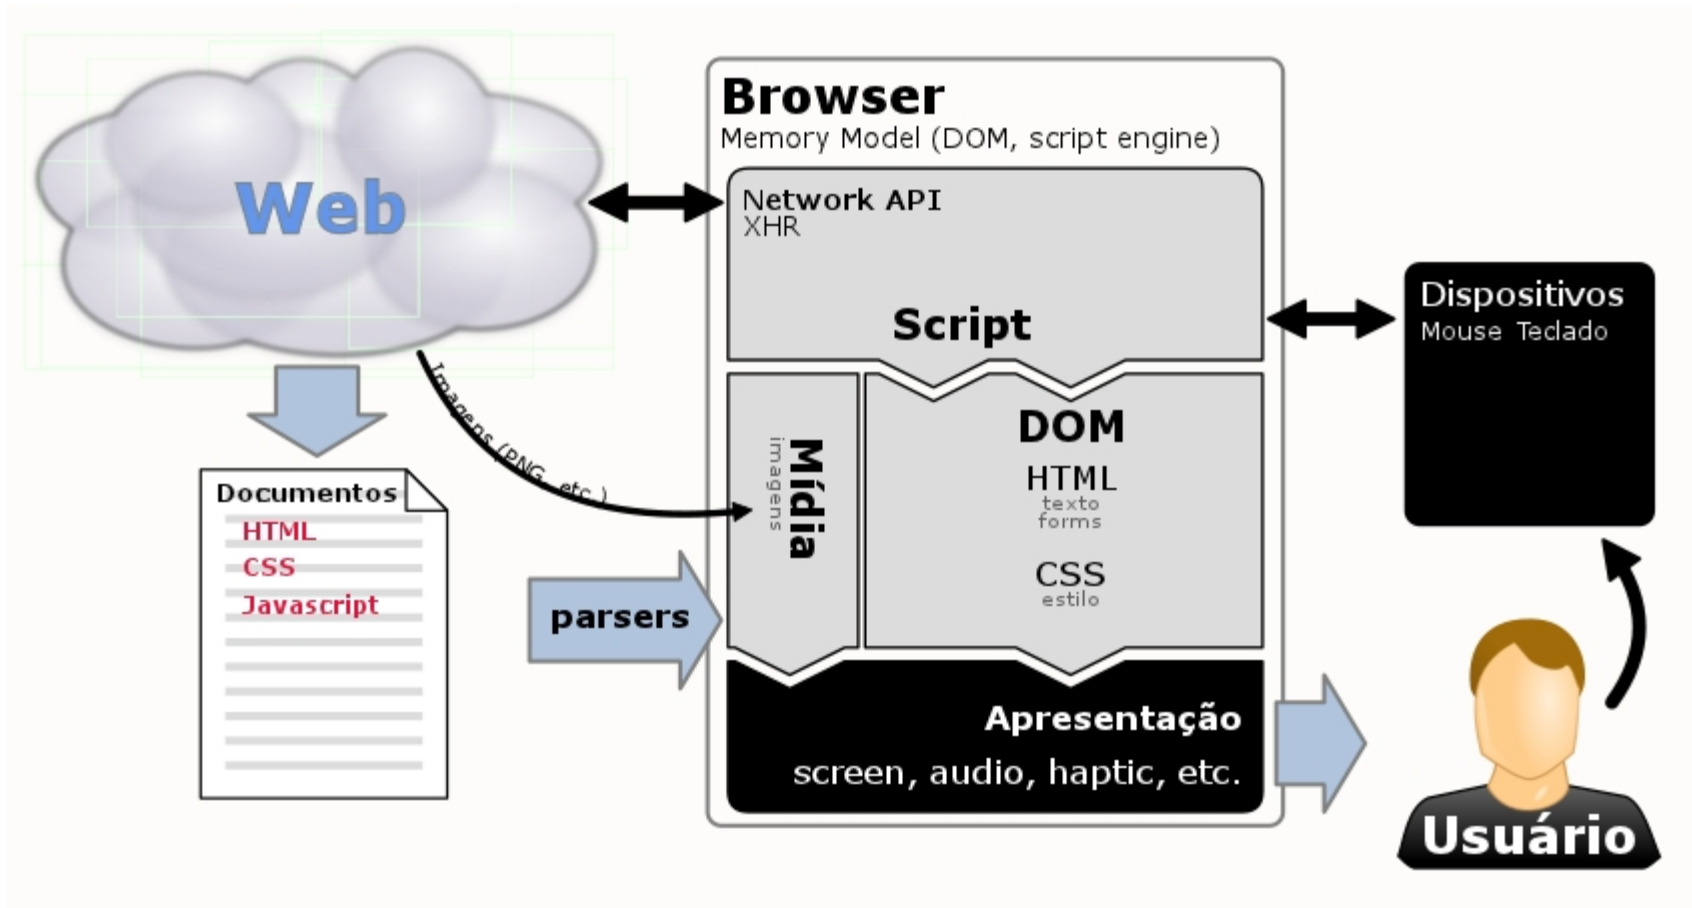 Web
Imagens (PNG, etc.)
Documentos
HTML
CSS
Javascript
parsers
Browser
Memory Model (DOM, script engine)
Network API
XHR
Script
Mídia
imagens
DOM
HTML
texto
forms
CSS
estilo
Apresentação
screen, audio, haptic, etc.
Dispositivos
Mouse Teclado
Usuário